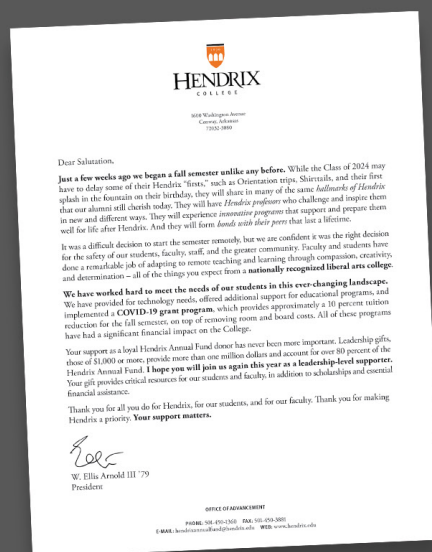 HENDRIX
COLLEGE
1600 Washington Avenue
Conway, Arkansas
72032-3080
Dear Salutation,
Just a few weeks ago we began a fall semester unlike any before. While the Class of 2024 may
have to delay some of their Hendrix “firsts,” such as Orientation trips, Shirttails, and their first
splash in the fountain on their birthday, they will share in many of the same hallmarks of Hendrix
that our alumni still cherish today. They will have Hendrix professors who challenge and inspire them
in new and different ways. They will experience innovative programs that support and prepare them
well for life after Hendrix. And they will form bonds with their peers that last a lifetime.
It was a difficult decision to start the semester remotely, but we are confident it was the right decision
for the safety of our students, faculty, staff, and the greater community. Faculty and students have
done a remarkable job of adapting to remote teaching and learning through compassion, creativity,
and determination – all of the things you expect from a nationally recognized liberal arts college.
We have worked hard to meet the needs of our students in this ever-changing landscape.
We have provided for technology needs, offered additional support for educational programs, and
implemented a COVID-19 grant program, which provides approximately a 10 percent tuition
reduction for the fall semester, on top of removing room and board costs. All of these programs
have had a significant financial impact on the College.
Your support as a loyal Hendrix Annual Fund donor has never been more important. Leadership gifts,
those of $1,000 or more, provide more than one million dollars and account for over 80 percent of the
Hendrix Annual Fund. I hope you will join us again this year as a leadership-level supporter.
Your gift provides critical resources for our students and faculty, in addition to scholarships and essential
financial assistance.
Thank you for all you do for Hendrix, for our students, and for our faculty. Thank you for making
Hendrix a priority. Your support matters.
W. Ellis Arnold III ’79
President
OFFICE OF ADVANCEMENT
PHONE: 501-450-1360 FAX: 501-450-3881
E-MAIL: hendrixannualfund@hendrix.edu WEB: www.hendrix.edu